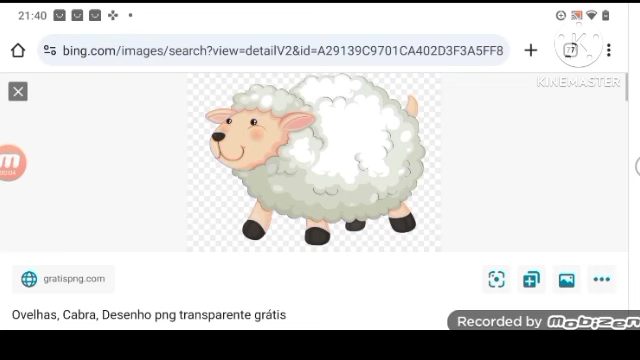 21:40
bing.com/images/search?view=detailV2&id=A29139C9701CA402D3F3A5FF8
KINEMASTER
gratispng.com
Ovelhas, Cabra, Desenho png transparente grátis
Recorded by Mobizen